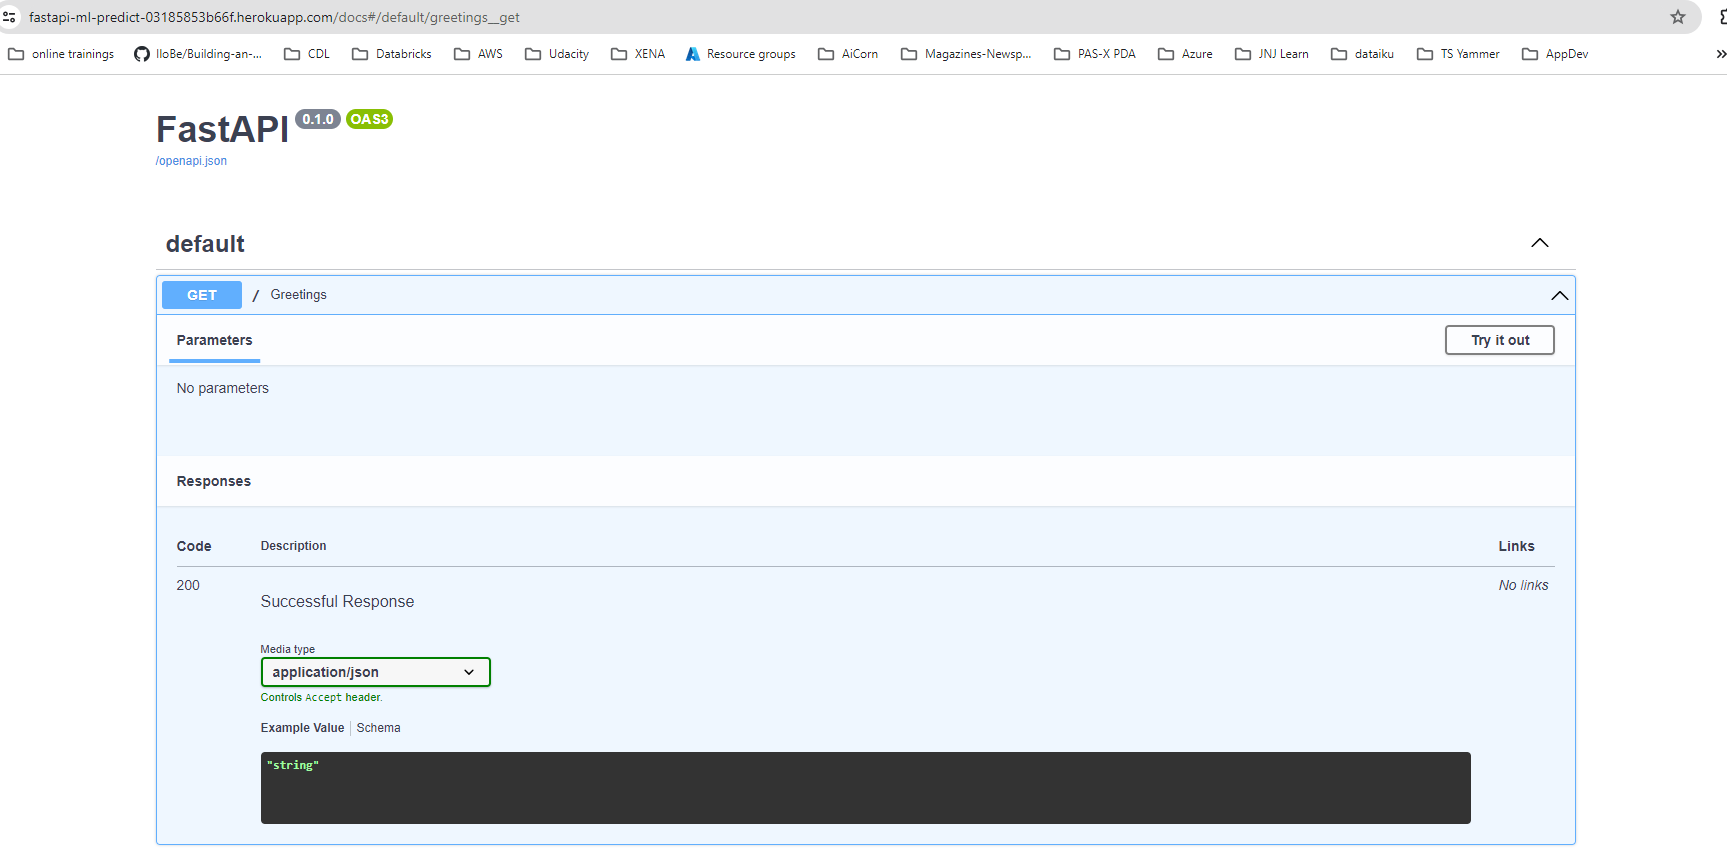 fastapi-ml-predict-03185853b66f.herokuapp.com/docs#/default/greetings__get
online trainings IloBe/Building-an-... CDL Databricks AWS Udacity XENA Resource groups AiCorn Magazines-Newsp... PAS-X PDA Azure JNJ Learn dataiku TS Yammer AppDev »
FastAPI 0.1.0 OAS3
/openapi.json
default
GET / Greetings
Parameters Try it out
No parameters
Responses
Code Description Links
200 No links
Successful Response
Media type
application/json
Controls Accept header.
Example Value Schema
"string"